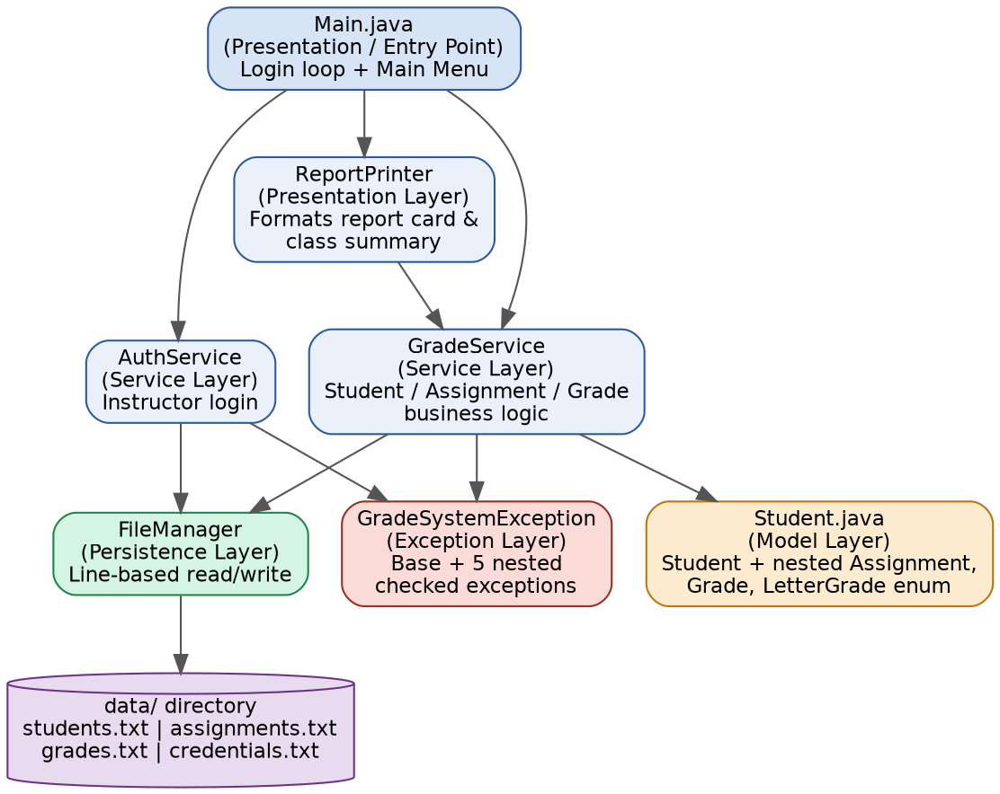 Main.java
(Presentation / Entry Point)
Login loop + Main Menu
ReportPrinter
(Presentation Layer)
Formats report card &
class summary
AuthService
(Service Layer)
Instructor login
GradeService
(Service Layer)
Student / Assignment / Grade
business logic
FileManager
(Persistence Layer)
Line-based read/write
GradeSystemException
(Exception Layer)
Base + 5 nested
checked exceptions
Student.java
(Model Layer)
Student + nested Assignment,
Grade, LetterGrade enum
data/ directory
students.txt | assignments.txt
grades.txt | credentials.txt